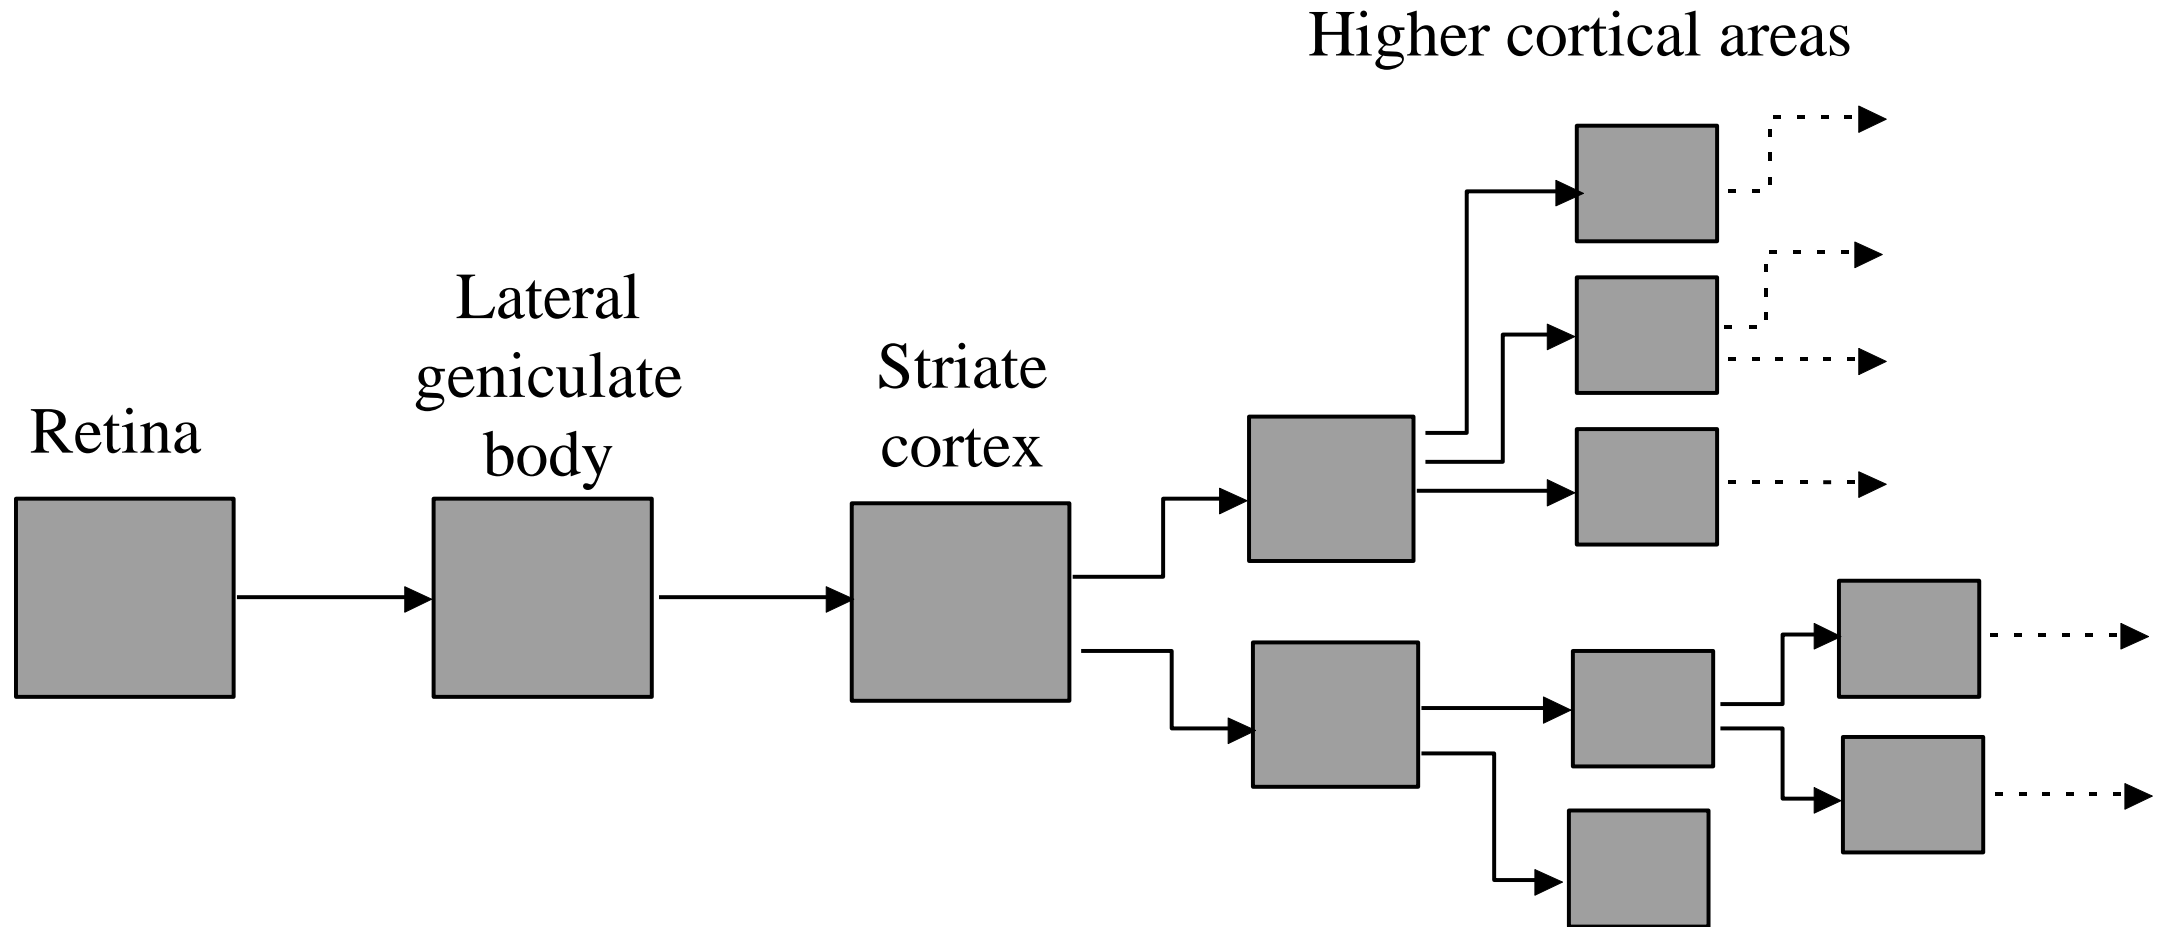 Higher cortical areas
Lateral
geniculate
body
Striate
cortex
Retina